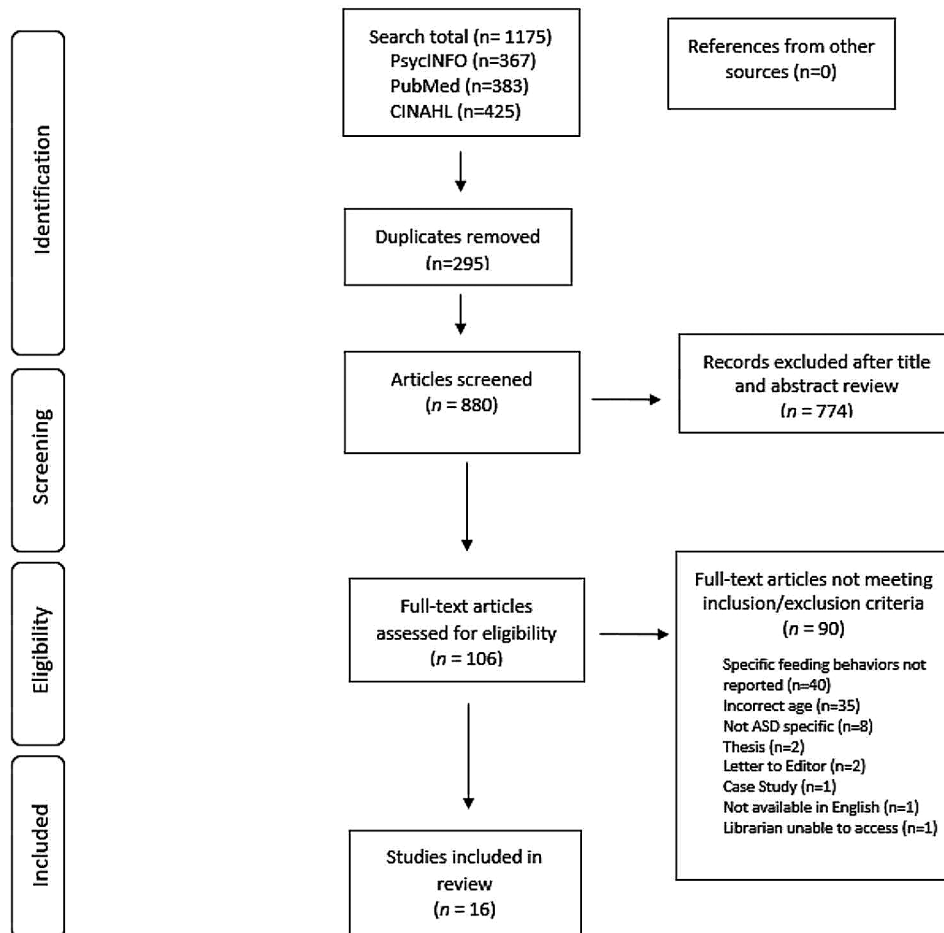 Identification
Search total (n= 1175)
PsycINFO (n=367)
PubMed (n=383)
CINAHL (n=425)
References from other
sources (n=0)
Duplicates removed
(n=295)
Screening
Articles screened
(n = 880)
Records excluded after title
and abstract review
(n = 774)
Eligibility
Full-text articles
assessed for eligibility
(n = 106)
Full-text articles not meeting
inclusion/exclusion criteria
(n = 90)
Specific feeding behaviors not
reported (n=40)
Incorrect age (n=35)
Not ASD specific (n=8)
Thesis (n=2)
Letter to Editor (n=2)
Case Study (n=1)
Not available in English (n=1)
Librarian unable to access (n=1)
Included
Studies included in
review
(n = 16)